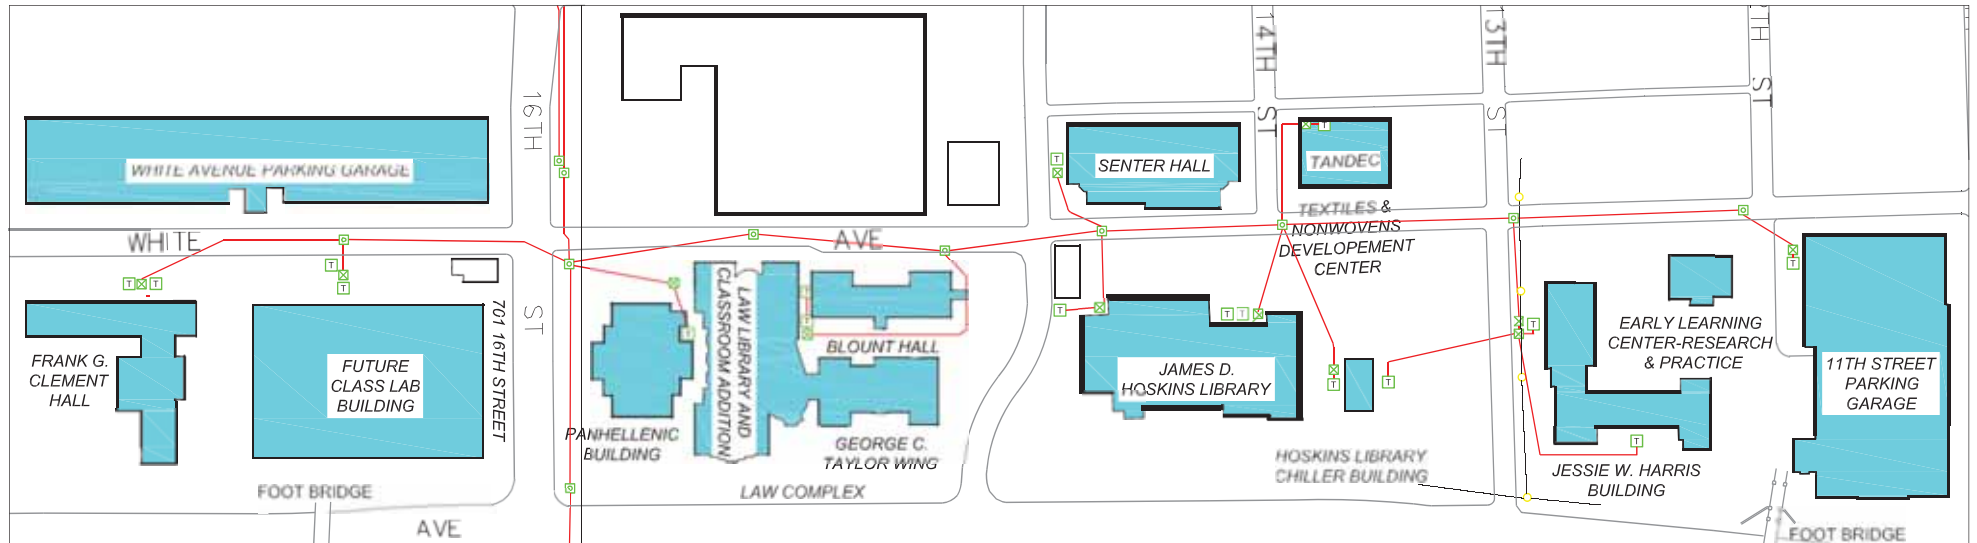 16TH
14TH
13TH
ST
ST
ST
WHITE AVENUE PARKING GARAGE
SENTER HALL
TANDEC
T
T
TEXTILES &
NONWOVENS
DEVELOPEMENT
CENTER
WHITE
AVE
T
T
T
T
T
ST
FRANK G.
CLEMENT
HALL
FUTURE
CLASS LAB
BUILDING
701 16TH STREET
T
LAW LIBRARY AND
CLASSROOM ADDITION
BLOUNT HALL
T
T
T
JAMES D.
HOSKINS LIBRARY
T
T
T
EARLY LEARNING
CENTER-RESEARCH
& PRACTICE
11TH STREET
PARKING
GARAGE
PANHELLENIC
BUILDING
GEORGE C.
TAYLOR WING
LAW COMPLEX
HOSKINS LIBRARY
CHILLER BUILDING
T
JESSIE W. HARRIS
BUILDING
FOOT BRIDGE
AVE
FOOT BRIDGE